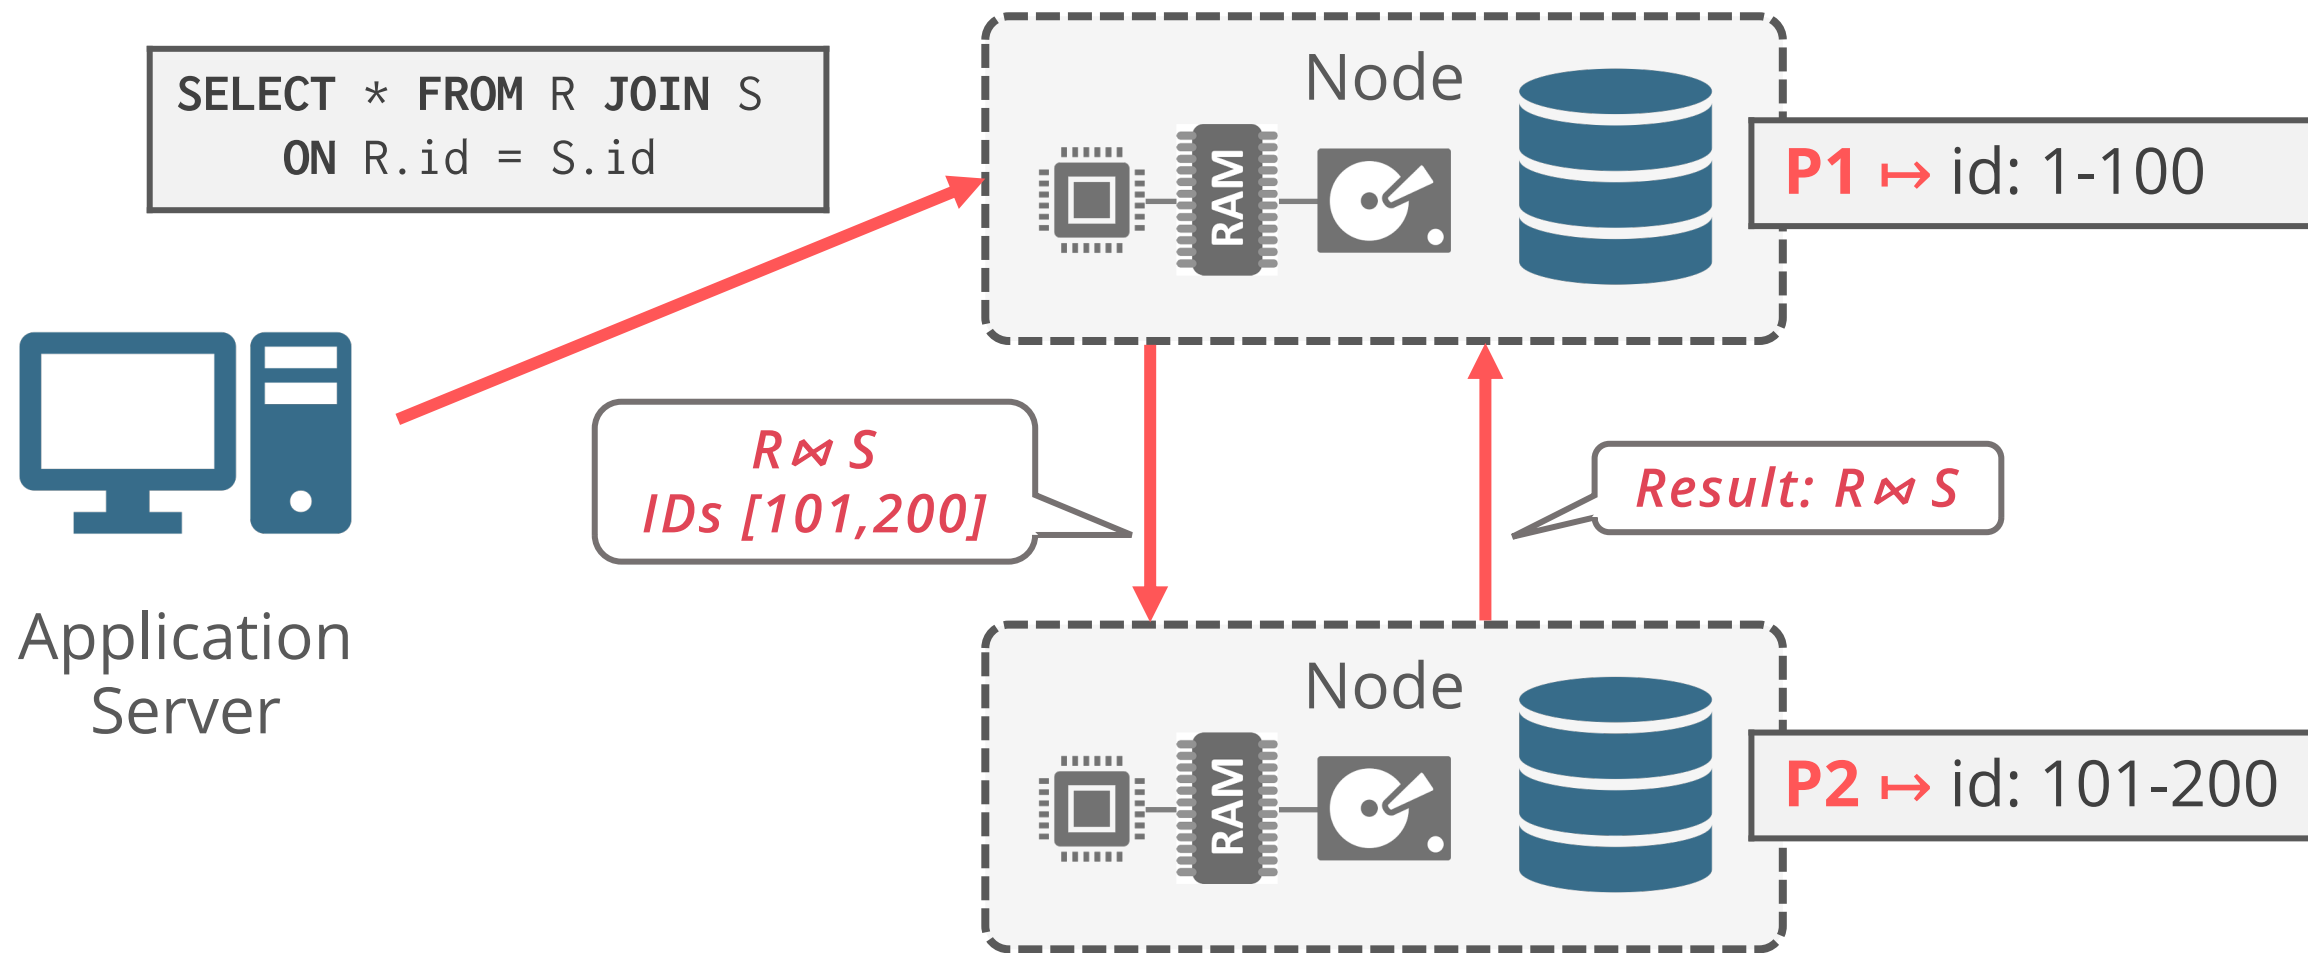 SELECT * FROM R JOIN S
ON R.id = S.id
Node
RAM
P1 ↦ id: 1-100
R⋈ S
IDs [101,200]
Result: R⋈ S
Application
Server
Node
RAM
P2 ↦ id: 101-200